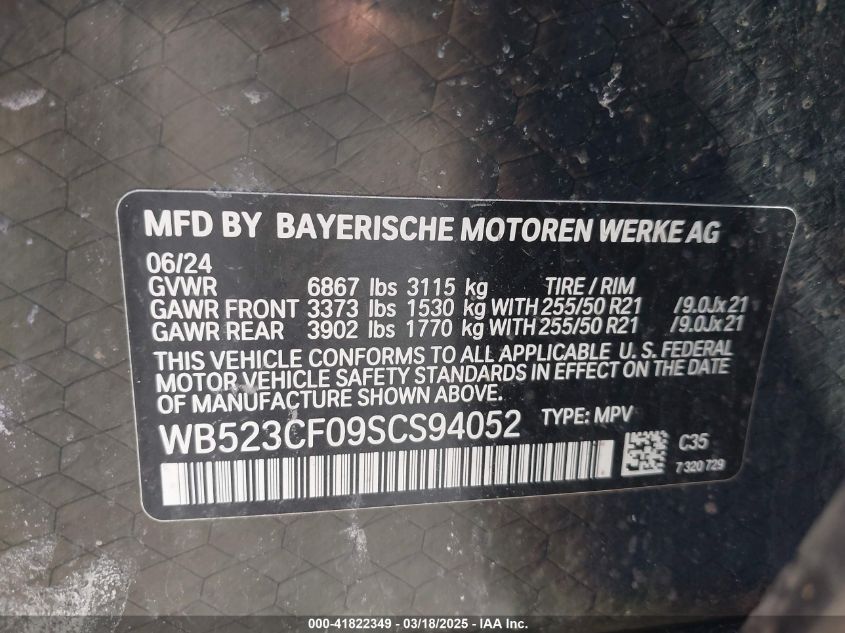 MFD BY BAYERISCHE MOTOREN WERKE AG
06/24
GVWR 6867 lbs 3115 kg TIRE / RIM
GAWR FRONT 3373 lbs 1530 kg WITH 255/50 R21 /9.0Jx21
GAWR REAR 3902 lbs 1770 kg WITH 255/50 R21 /9.0Jx21
THIS VEHICLE CONFORMS TO ALL APPLICABLE U.S. FEDERAL
MOTOR VEHICLE SAFETY STANDARDS IN EFFECT ON THE DATE
OF MANUFACTURE SHOWN ABOVE.
WB523CF09SCS94052 TYPE: MPV
C35
7 320 729
000-41822349 - 03/18/2025 - IAA Inc.